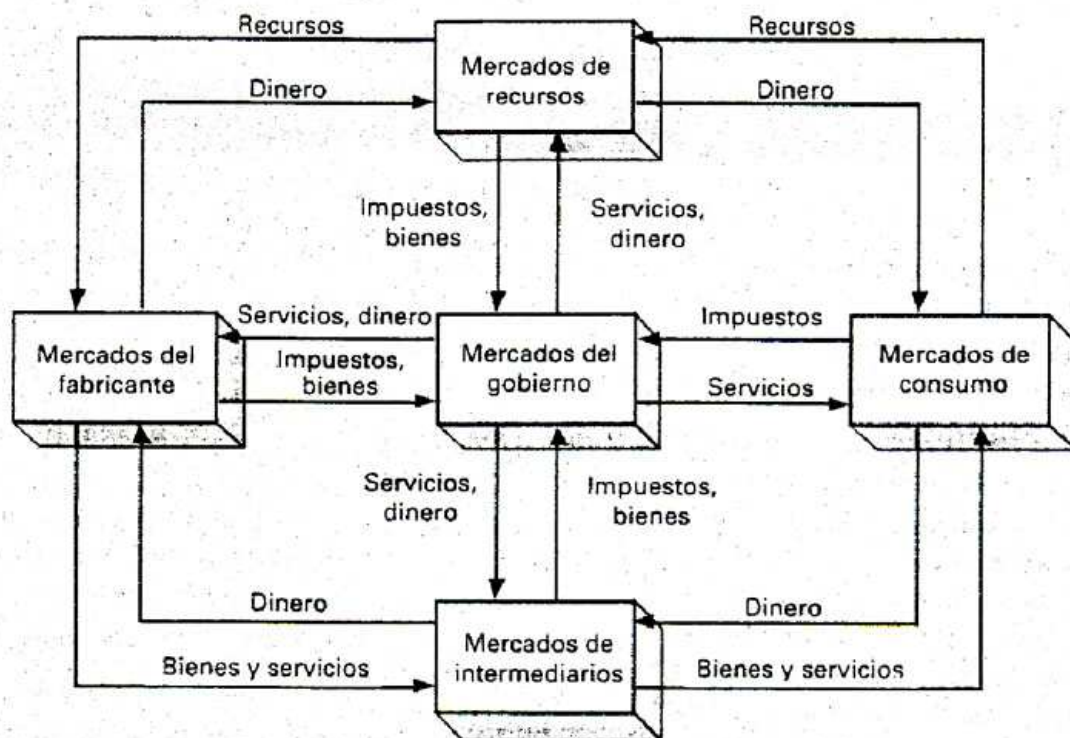 Recursos
Recursos
Mercados de
recursos
Dinero
Dinero
Impuestos,
bienes
Servicios,
dinero
Servicios, dinero
Impuestos
Mercados del
fabricante
Mercados del
gobierno
Mercados de
consumo
Impuestos,
bienes
Servicios
Servicios,
dinero
Impuestos,
bienes
Dinero
Dinero
Mercados de
intermediarios
Bienes y servicios
Bienes y servicios